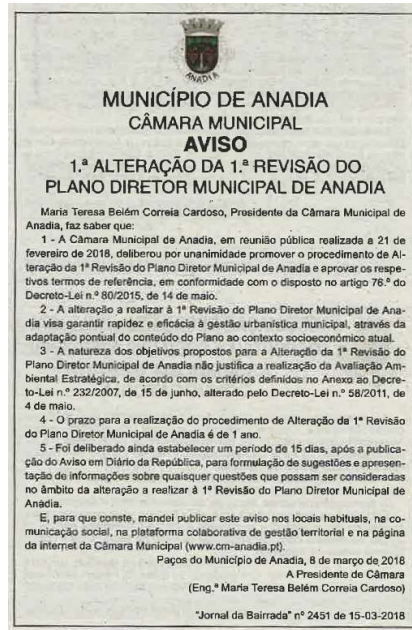 ANADIA
MUNICÍPIO DE ANADIA
CÂMARA MUNICIPAL
AVISO
1.ª ALTERAÇÃO DA 1.ª REVISÃO DO
PLANO DIRETOR MUNICIPAL DE ANADIA
Maria Teresa Belém Correia Cardoso, Presidente da Câmara Municipal de
Anadia, faz saber que:
1 - A Câmara Municipal de Anadia, em reunião pública realizada a 21 de
fevereiro de 2018, deliberou por unanimidade promover o procedimento de Al-
teração da 1ª Revisão do Plano Diretor Municipal de Anadia e aprovar os respe-
tivos termos de referência, em conformidade com o disposto no artigo 76.º do
Decreto-Lei n.º 80/2015, de 14 de maio.
2 - A alteração a realizar à 1ª Revisão do Plano Diretor Municipal de Ana-
dia visa garantir rapidez e eficácia à gestão urbanística municipal, através da
adaptação pontual do conteúdo do Plano ao contexto socioeconómico atual.
3 - A natureza dos objetivos propostos para a Alteração da 1ª Revisão do
Plano Diretor Municipal de Anadia não justifica a realização da Avaliação Am-
biental Estratégica, de acordo com os critérios definidos no Anexo ao Decre-
to-Lei n.º 232/2007, de 15 de junho, alterado pelo Decreto-Lei n.º 58/2011, de
4 de maio.
4 - O prazo para a realização do procedimento de Alteração da 1ª Revisão
do Plano Diretor Municipal de Anadia é de 1 ano.
5 - Foi deliberado ainda estabelecer um período de 15 dias, após a publica-
ção do Aviso em Diário da República, para formulação de sugestões e apresen-
tação de informações sobre quaisquer questões que possam ser consideradas
no âmbito da alteração a realizar à 1ª Revisão do Plano Diretor Municipal de
Anadia.
E, para que conste, mandei publicar este aviso nos locais habituais, na co-
municação social, na plataforma colaborativa de gestão territorial e na página
da internet da Câmara Municipal (www.cm-anadia.pt).
Paços do Município de Anadia, 8 de março de 2018
A Presidente de Câmara
(Eng.ª Maria Teresa Belém Correia Cardoso)
"Jornal da Bairrada" nº 2451 de 15-03-2018